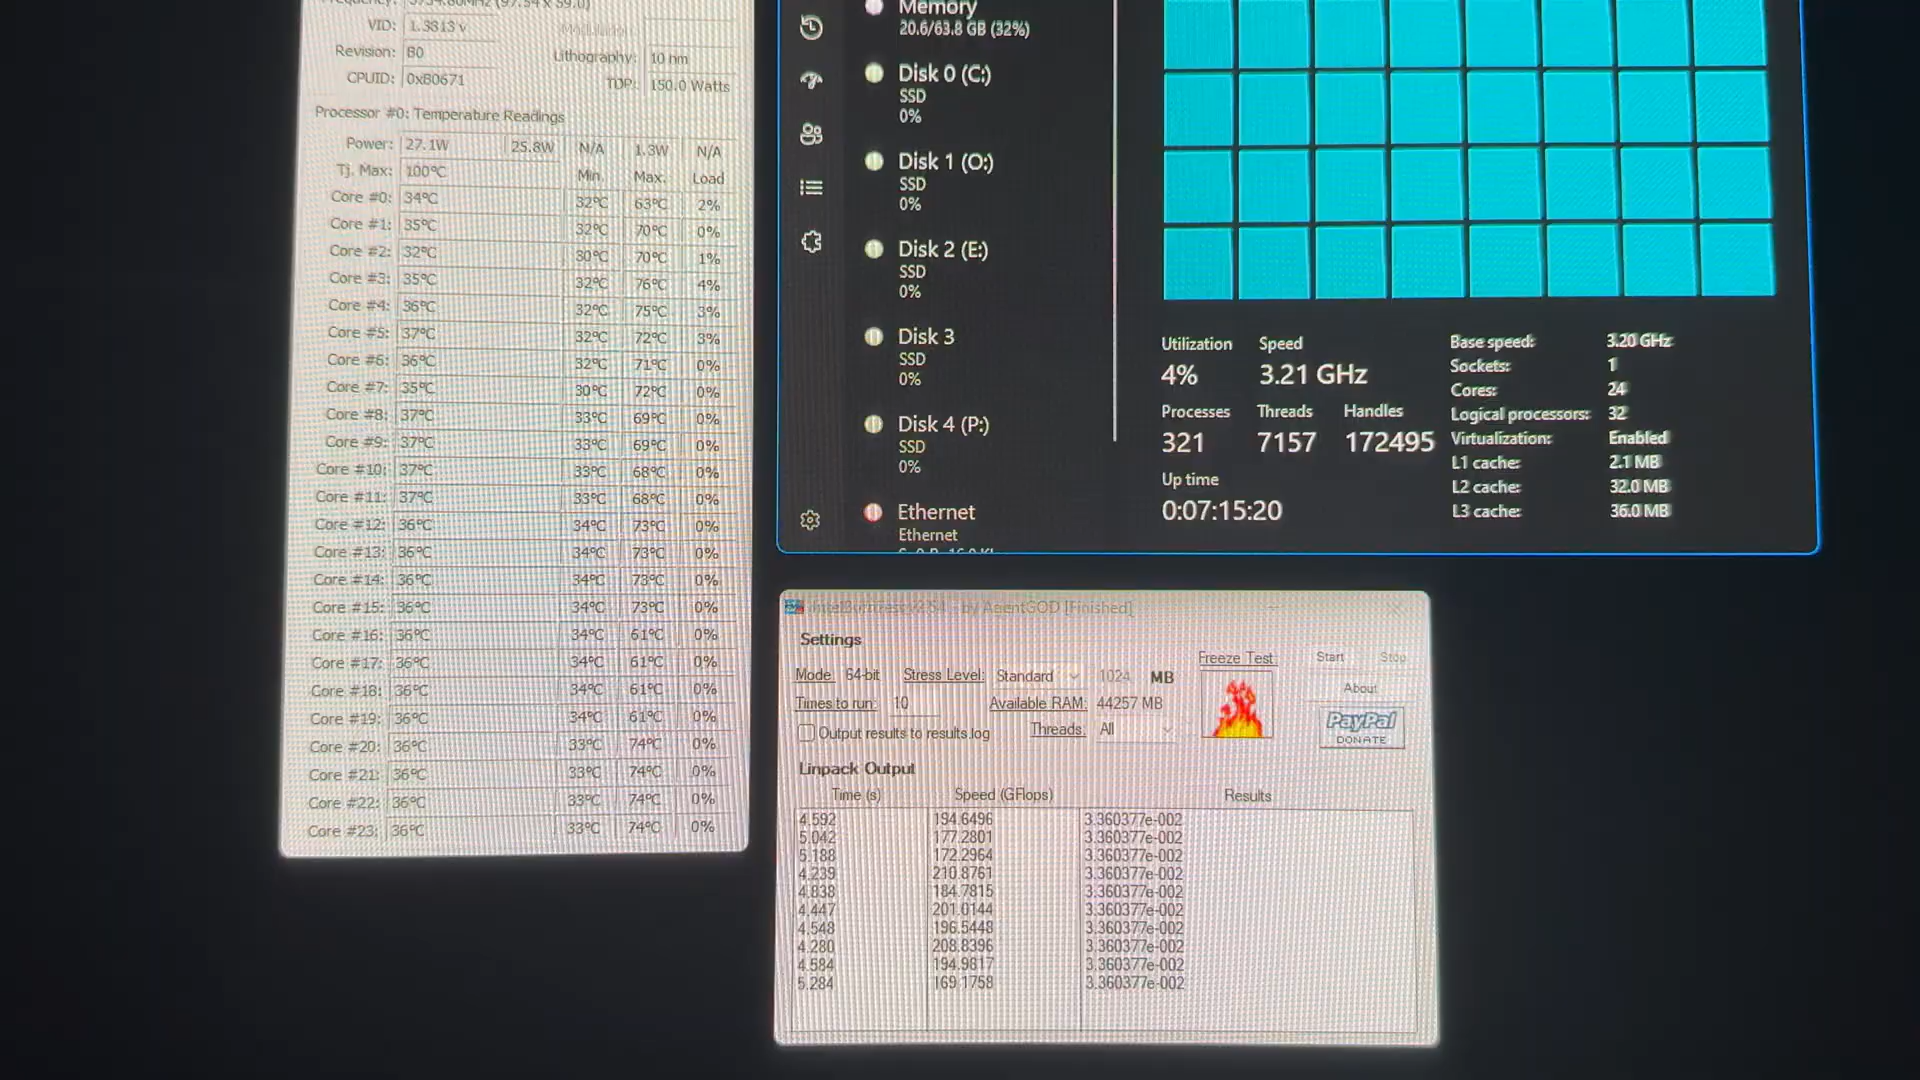 Frequency: 5754.80MHz (97.54 x 59.0)
VID: 1.3813 v
Modulation:
Revision: B0
Lithography: 10 nm
CPUID: 0xB0671
TDP: 150.0 Watts
Processor #0: Temperature Readings
Power: 27.1W 25.8W N/A 1.3W N/A
Tj. Max: 100°C Min. Max. Load
Core #0: 34°C 32°C 63°C 2%
Core #1: 35°C 32°C 70°C 0%
Core #2: 32°C 30°C 70°C 1%
Core #3: 35°C 32°C 76°C 4%
Core #4: 36°C 32°C 75°C 3%
Core #5: 37°C 32°C 72°C 3%
Core #6: 36°C 32°C 71°C 0%
Core #7: 35°C 30°C 72°C 0%
Core #8: 37°C 33°C 69°C 0%
Core #9: 37°C 33°C 69°C 0%
Core #10: 37°C 33°C 68°C 0%
Core #11: 37°C 33°C 68°C 0%
Core #12: 36°C 34°C 73°C 0%
Core #13: 36°C 34°C 73°C 0%
Core #14: 36°C 34°C 73°C 0%
Core #15: 36°C 34°C 73°C 0%
Core #16: 36°C 34°C 61°C 0%
Core #17: 36°C 34°C 61°C 0%
Core #18: 36°C 34°C 61°C 0%
Core #19: 36°C 34°C 61°C 0%
Core #20: 36°C 33°C 74°C 0%
Core #21: 36°C 33°C 74°C 0%
Core #22: 36°C 33°C 74°C 0%
Core #23: 36°C 33°C 74°C 0%
Memory
20.6/63.8 GB (32%)
Disk 0 (C:)
SSD
0%
Disk 1 (O:)
SSD
0%
Disk 2 (E:)
SSD
0%
Disk 3
SSD
0%
Disk 4 (P:)
SSD
0%
Ethernet
Ethernet
Utilization Speed
4% 3.21 GHz
Processes Threads Handles
321 7157 172495
Up time
0:07:15:20
Base speed: 3.20 GHz
Sockets: 1
Cores: 24
Logical processors: 32
Virtualization: Enabled
L1 cache: 2.1 MB
L2 cache: 32.0 MB
L3 cache: 36.0 MB
IntelBurnTest v2.54 - by AgentGOD [Finished]
Settings
Mode: 64-bit Stress Level: Standard 1024 MB
Times to run: 10 Available RAM: 44257 MB
Output results to results.log Threads: All
Freeze Test:
Start Stop
About
PayPal
DONATE
Linpack Output
Time (s) Speed (GFlops) Results
4.592 194.6496 3.360377e-002
5.042 177.2801 3.360377e-002
5.188 172.2964 3.360377e-002
4.239 210.8761 3.360377e-002
4.838 184.7815 3.360377e-002
4.447 201.0144 3.360377e-002
4.548 196.5448 3.360377e-002
4.280 208.8396 3.360377e-002
4.584 194.9817 3.360377e-002
5.284 169.1758 3.360377e-002